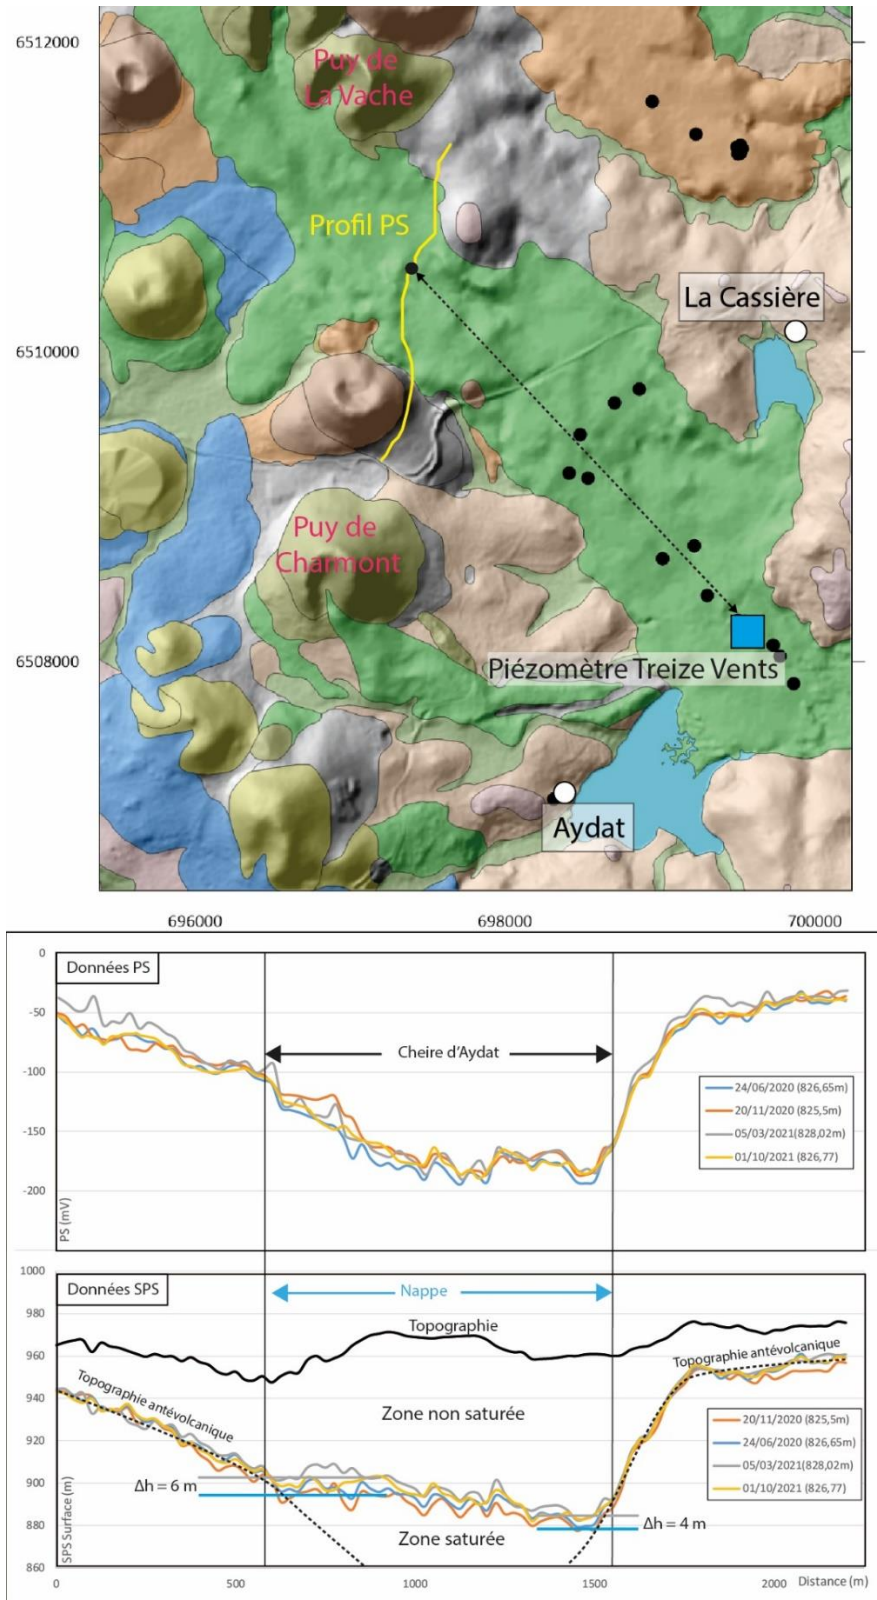 6512000
Puy de
La Vache
Profil PS
La Cassière
6510000
Puy de
Charmont
6508000
Piézomètre Treize Vents
Aydat
696000
698000
700000
0
Données PS
-50
Cheire d'Aydat
-100
24/06/2020 (826,65m)
20/11/2020 (825,5m)
05/03/2021(828,02m)
01/10/2021 (826,77)
-150
-200
PS (mV)
1000
Données SPS
Nappe
980
Topographie
960
Topographie antévolcanique
Topographie antévolcanique
940
Zone non saturée
20/11/2020 (825,5m)
24/06/2020 (826,65m)
05/03/2021(828,02m)
01/10/2021 (826,77)
920
900
Δh = 6 m
880
Δh = 4 m
Zone saturée
SPS Surface (m)
860
0
500
1000
1500
2000
Distance (m)